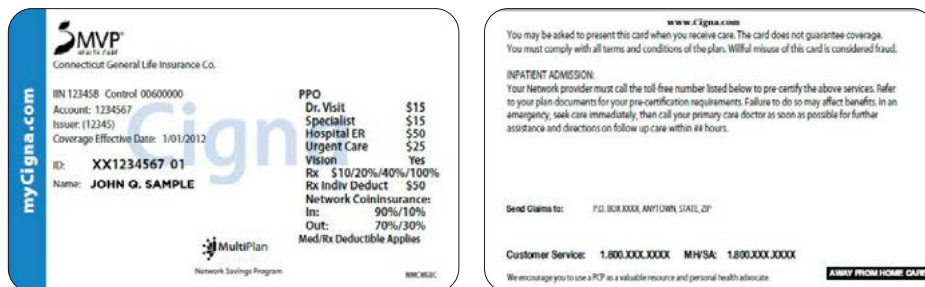 myCigna.com
MVP
HEALTH CARE
Connecticut General Life Insurance Co.
IIN 123458 Control 00600000
Account: 1234567
Issuer: (12345)
Coverage Effective Date: 1/01/2012
ID: XX1234567 01
Name: JOHN Q. SAMPLE
Cigna
PPO
Dr. Visit $15
Specialist $15
Hospital ER $50
Urgent Care $25
Vision Yes
Rx $10/20%/40%/100%
Rx Indiv Deduct $50
Network Coinsurance:
In: 90%/10%
Out: 70%/30%
Med/Rx Deductible Applies
MultiPlan
Network Savings Program
www.Cigna.com
You may be asked to present this card when you receive care. The card does not guarantee coverage.
You must comply with all terms and conditions of the plan. Willful misuse of this card is considered fraud.
INPATIENT ADMISSION:
Your Network provider must call the toll-free number listed below to pre-certify the above services. Refer
to your plan documents for your pre-certification requirements. Failure to do so may affect benefits. In an
emergency, seek care immediately, then call your primary care doctor as soon as possible for further
assistance and directions on follow up care within ## hours.
Send Claims to: P.O. BOX XXXX, ANYTOWN, STATE, ZIP
Customer Service: 1.800.XXX.XXXX MH/SA: 1.800.XXX.XXXX
We encourage you to use a PCP as a valuable resource and personal health advocate.
AWAY FROM HOME CARE